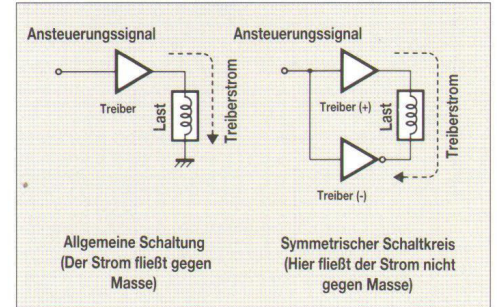 Ansteuerungssignal
Treiber
Last
Treiberstrom
Allgemeine Schaltung
(Der Strom fließt gegen
Masse)
Ansteuerungssignal
Treiber (+)
Last
Treiberstrom
Treiber (-)
Symmetrischer Schaltkreis
(Hier fließt der Strom nicht
gegen Masse)